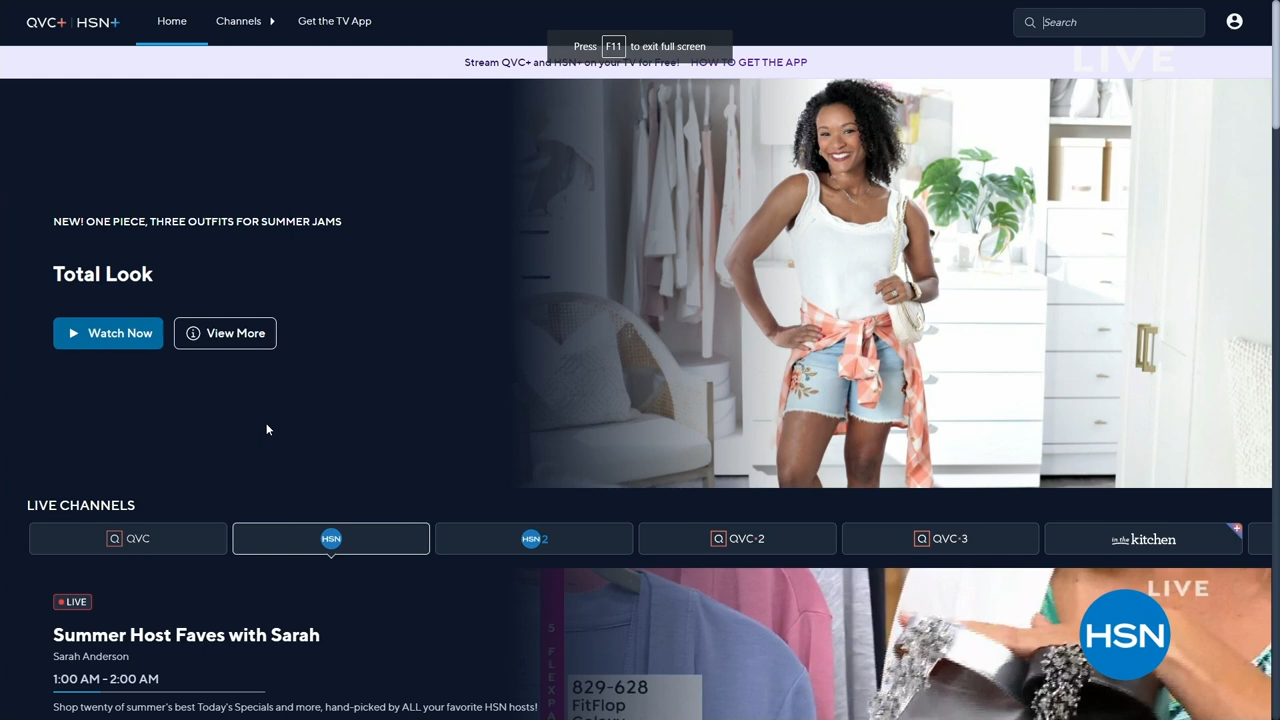 QVC+ | HSN+
Home
Channels
Get the TV App
Search
Press F11 to exit full screen
Stream QVC+ and HSN+ on your TV for Free! HOW TO GET THE APP
LIVE
NEW! ONE PIECE, THREE OUTFITS FOR SUMMER JAMS
Total Look
Watch Now
View More
LIVE CHANNELS
QVC
HSN
HSN 2
QVC·2
QVC·3
in the kitchen
LIVE
Summer Host Faves with Sarah
Sarah Anderson
1:00 AM - 2:00 AM
Shop twenty of summer's best Today's Specials and more, hand-picked by ALL your favorite HSN hosts!
829-628
FitFlop
LIVE
HSN